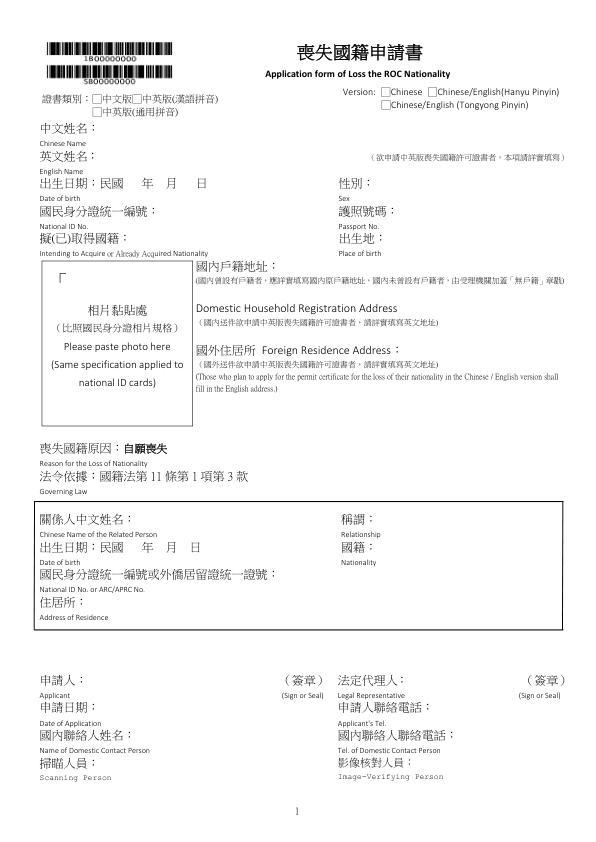 喪失國籍申請書
1B00000000
Application form of Loss the ROC Nationality
5B00000000
證書類別：□中文版□中英版(漢語拼音)
□中英版(通用拼音)
Version: □Chinese □Chinese/English(Hanyu Pinyin)
□Chinese/English (Tongyong Pinyin)
中文姓名：
Chinese Name
英文姓名：
（欲申請中英版喪失國籍許可證書者，本項請詳實填寫）
English Name
出生日期：民國 年 月 日 性別：
Date of birth Sex
國民身分證統一編號： 護照號碼：
National ID No. Passport No.
擬(已)取得國籍： 出生地：
Intending to Acquire or Already Acquired Nationality Place of birth
「
相片黏貼處
（比照國民身分證相片規格）
Please paste photo here
(Same specification applied to
national ID cards)
國內戶籍地址：
(國內曾設有戶籍者，應詳實填寫國內原戶籍地址，國內未曾設有戶籍者，由受理機關加蓋「無戶籍」章戳)
Domestic Household Registration Address
（國內送件欲申請中英版喪失國籍許可證書者，請詳實填寫英文地址）
國外住居所 Foreign Residence Address：
（國外送件欲申請中英版喪失國籍許可證書者，請詳實填寫英文地址）
(Those who plan to apply for the permit certificate for the loss of their nationality in the Chinese / English version shall
fill in the English address.)
喪失國籍原因：自願喪失
Reason for the Loss of Nationality
法令依據：國籍法第 11 條第 1 項第 3 款
Governing Law
關係人中文姓名： 稱謂：
Chinese Name of the Related Person Relationship
出生日期：民國 年 月 日 國籍：
Date of birth Nationality
國民身分證統一編號或外僑居留證統一證號：
National ID No. or ARC/APRC No.
住居所：
Address of Residence
申請人： （簽章） 法定代理人： （簽章）
Applicant (Sign or Seal) Legal Representative (Sign or Seal)
申請日期： 申請人聯絡電話：
Date of Application Applicant's Tel.
國內聯絡人姓名： 國內聯絡人聯絡電話：
Name of Domestic Contact Person Tel. of Domestic Contact Person
掃瞄人員： 影像核對人員：
Scanning Person Image-Verifying Person
1